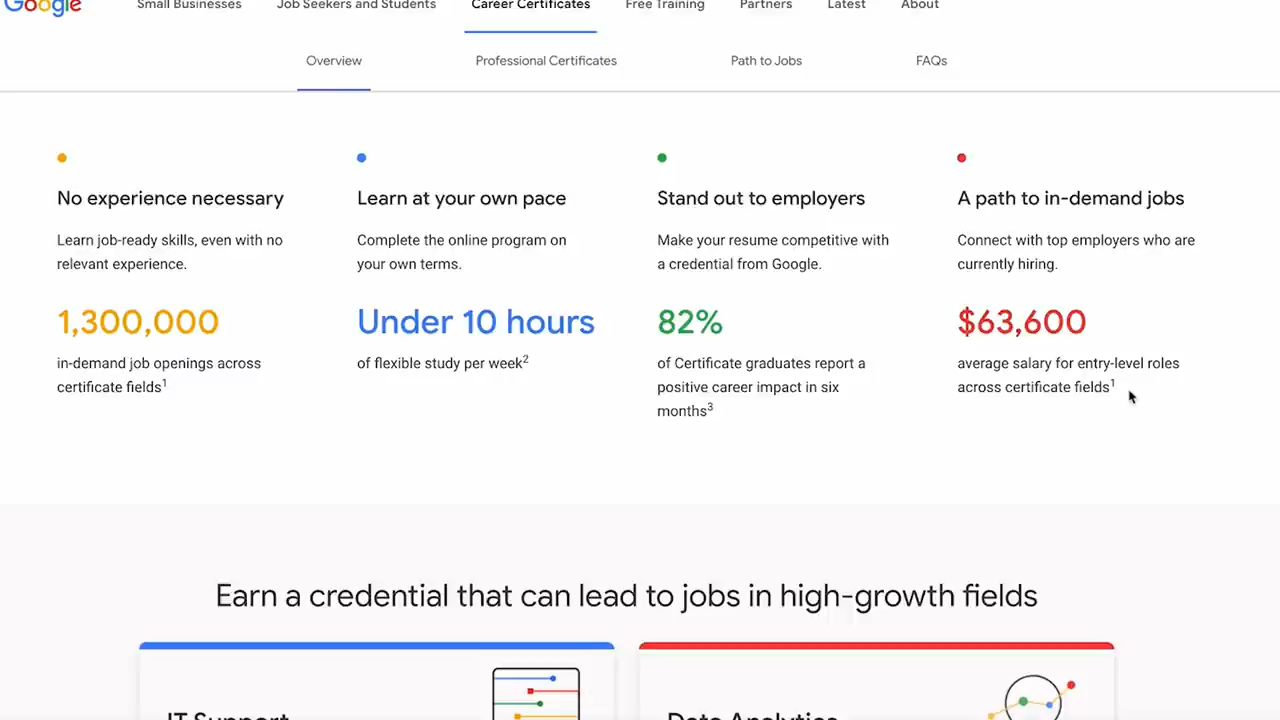 Google
Small Businesses
Job Seekers and Students
Career Certificates
Free Training
Partners
Latest
About
Overview
Professional Certificates
Path to Jobs
FAQs
No experience necessary
Learn job-ready skills, even with no
relevant experience.
1,300,000
in-demand job openings across
certificate fields1
Learn at your own pace
Complete the online program on
your own terms.
Under 10 hours
of flexible study per week2
Stand out to employers
Make your resume competitive with
a credential from Google.
82%
of Certificate graduates report a
positive career impact in six
months3
A path to in-demand jobs
Connect with top employers who are
currently hiring.
$63,600
average salary for entry-level roles
across certificate fields1
Earn a credential that can lead to jobs in high-growth fields
IT Support
Data Analytics